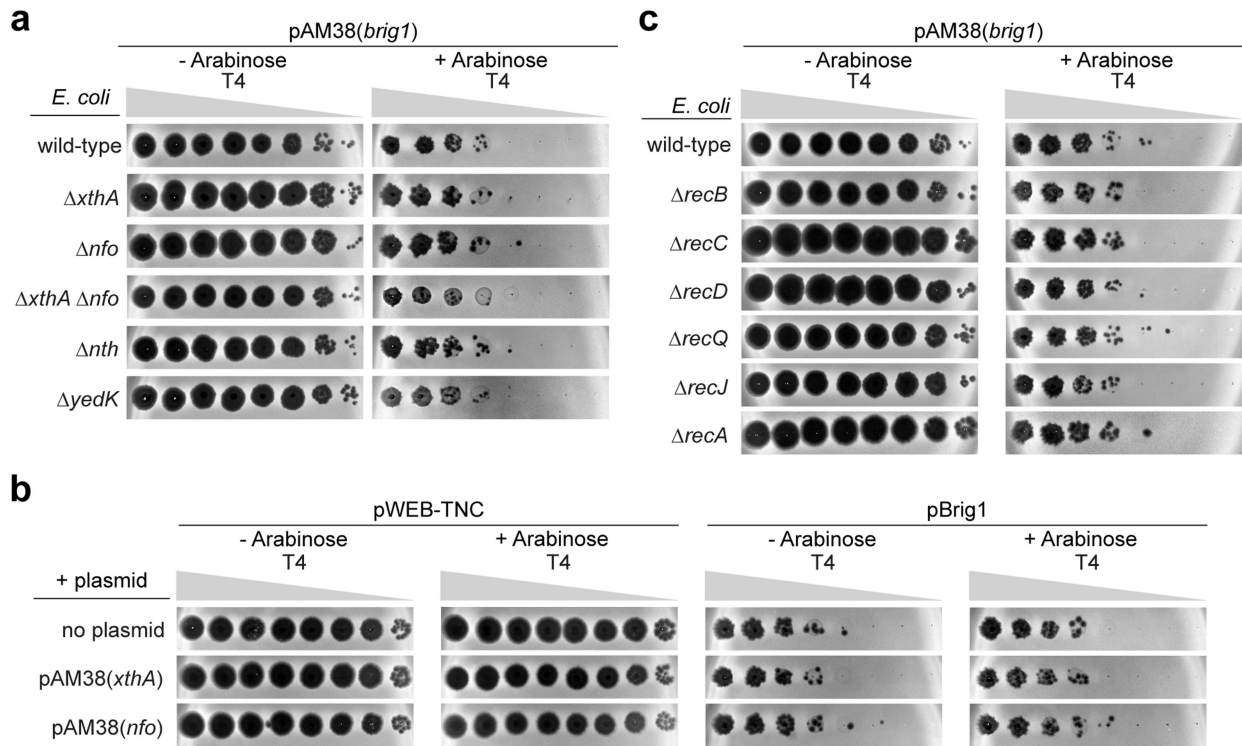 a
pAM38(brig1)
- Arabinose
+ Arabinose
T4
T4
E. coli
wild-type
ΔxthA
Δnfo
ΔxthA Δnfo
Δnth
ΔyedK
c
pAM38(brig1)
- Arabinose
+ Arabinose
T4
T4
E. coli
wild-type
ΔrecB
ΔrecC
ΔrecD
ΔrecQ
ΔrecJ
ΔrecA
b
pWEB-TNC
pBrig1
- Arabinose
+ Arabinose
- Arabinose
+ Arabinose
T4
T4
T4
T4
+ plasmid
no plasmid
pAM38(xthA)
pAM38(nfo)